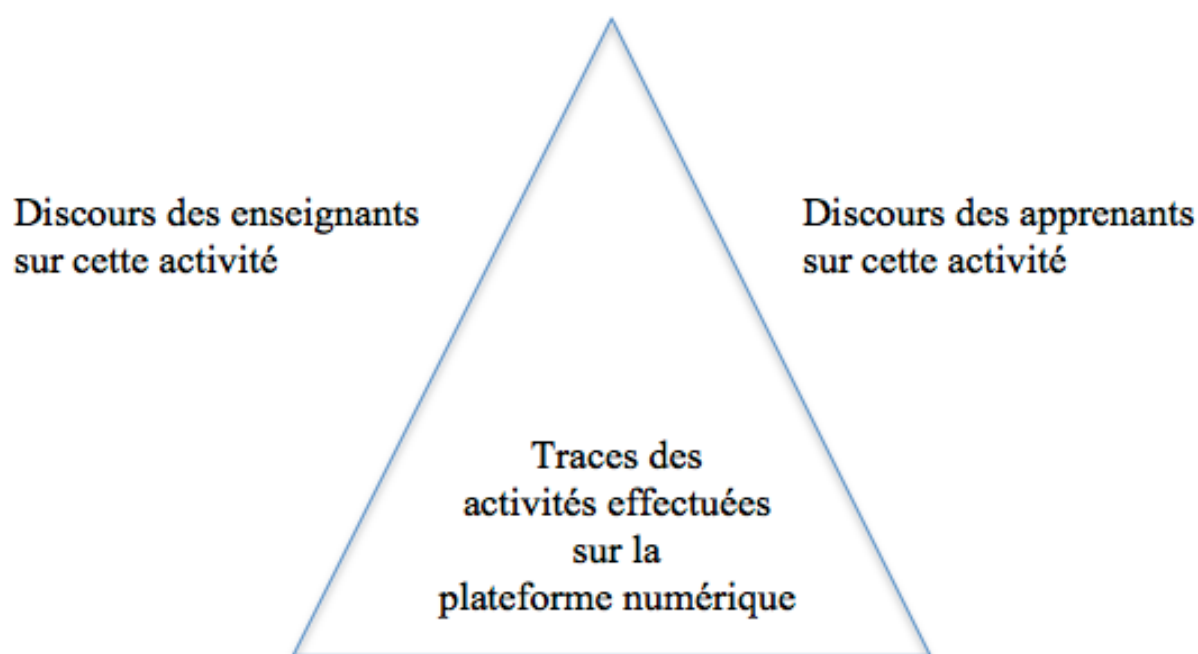 Discours des enseignants
sur cette activité
Discours des apprenants
sur cette activité
Traces des
activités effectuées
sur la
plateforme numérique